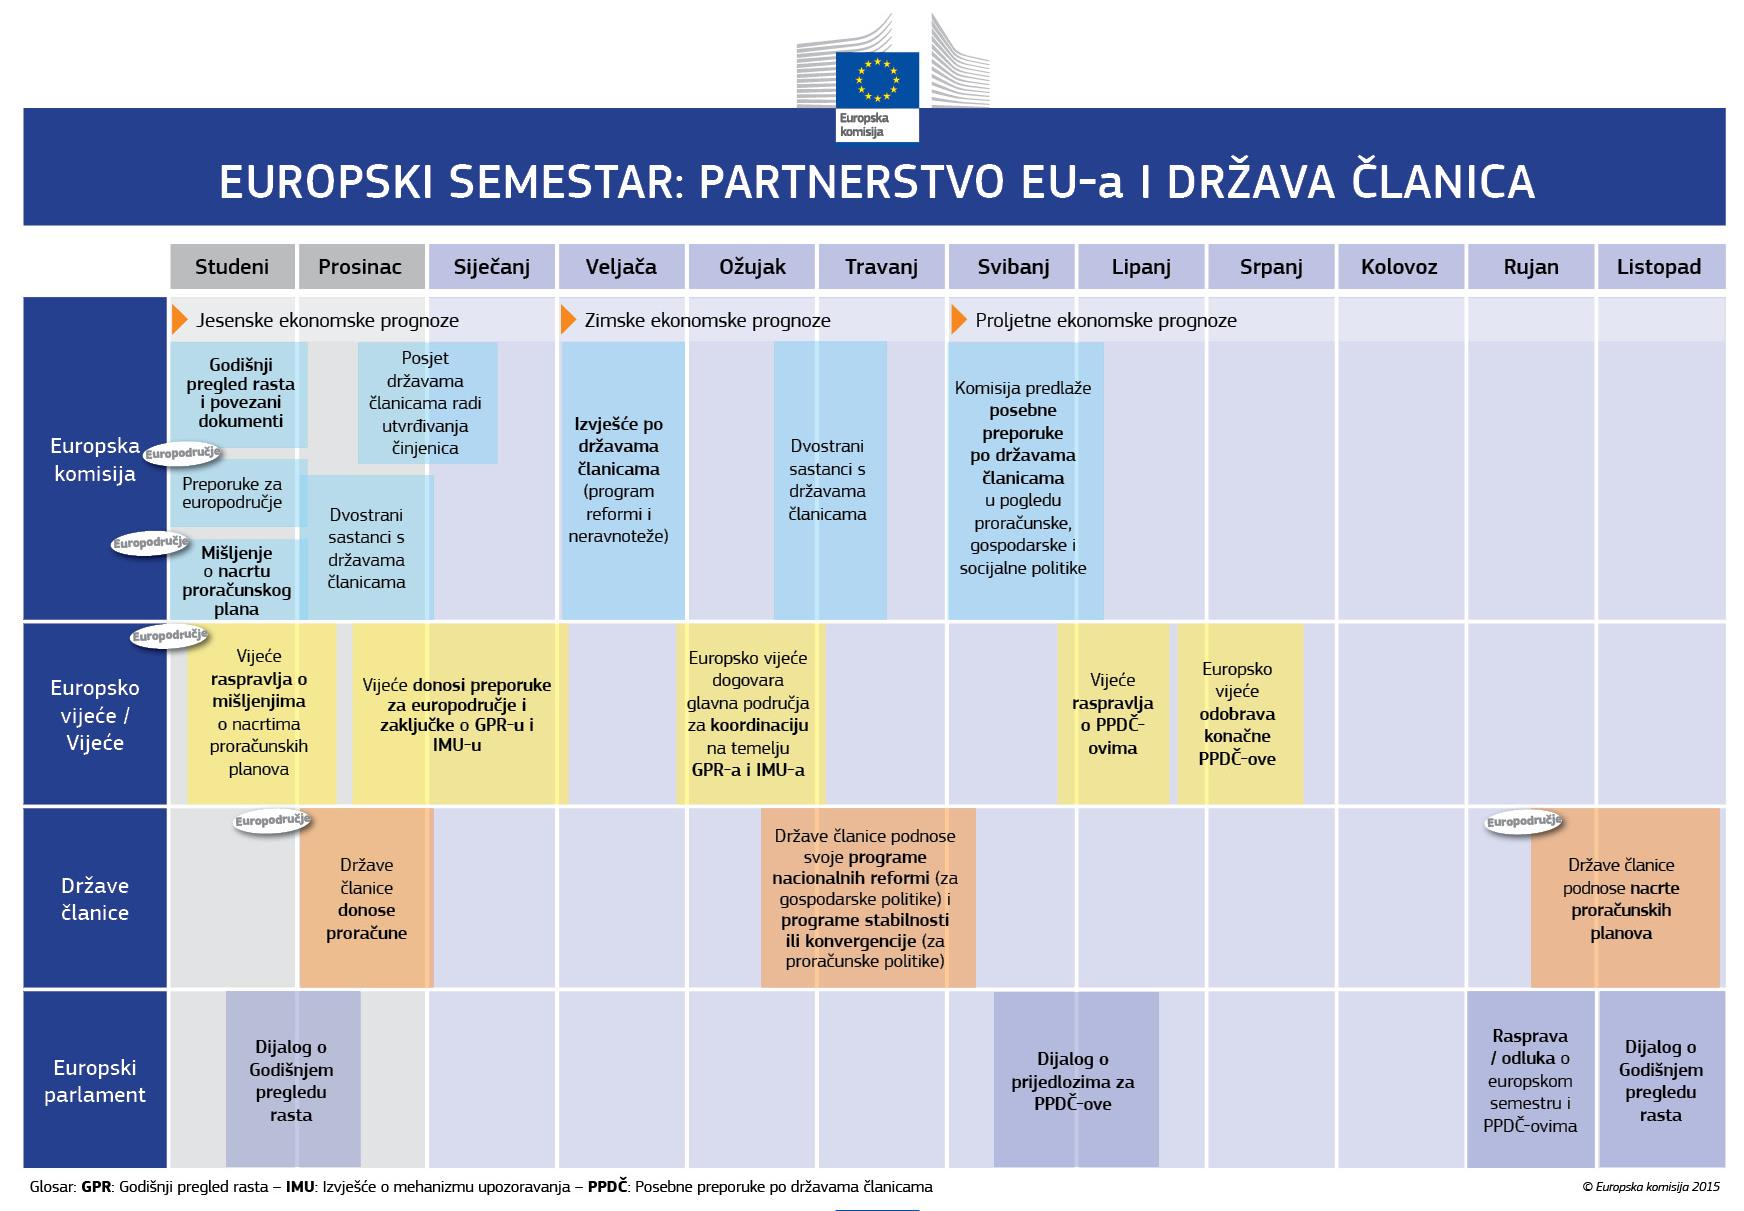 Europska
komisija
EUROPSKI SEMESTAR: PARTNERSTVO EU-a I DRŽAVA ČLANICA
Studeni
Prosinac
Siječanj
Veljača
Ožujak
Travanj
Svibanj
Lipanj
Srpanj
Kolovoz
Rujan
Listopad
Europska
komisija
Jesenske ekonomske prognoze
Zimske ekonomske prognoze
Proljetne ekonomske prognoze
Godišnji
pregled rasta
i povezani
dokumenti
Europodručje
Preporuke za
europodručje
Europodručje
Mišljenje
o nacrtu
proračunskog
plana
Posjet
državama
članicama radi
utvrđivanja
činjenica
Dvostrani
sastanci s
državama
članicama
Izvješće po
državama
članicama
(program
reformi i
neravnoteže)
Dvostrani
sastanci s
državama
članicama
Komisija predlaže
posebne
preporuke
po državama
članicama
u pogledu
proračunske,
gospodarske i
socijalne politike
Europsko
vijeće /
Vijeće
Europodručje
Vijeće
raspravlja o
mišljenjima
o nacrtima
proračunskih
planova
Vijeće donosi preporuke
za europodručje i
zaključke o GPR-u i
IMU-u
Europsko vijeće
dogovara
glavna područja
za koordinaciju
na temelju
GPR-a i IMU-a
Vijeće
raspravlja
o PPDČ-
ovima
Europsko
vijeće
odobrava
konačne
PPDČ-ove
Države
članice
Europodručje
Države
članice
donose
proračune
Države članice podnose
svoje programe
nacionalnih reformi (za
gospodarske politike) i
programe stabilnosti
ili konvergencije (za
proračunske politike)
Europodručje
Države članice
podnose nacrte
proračunskih
planova
Europski
parlament
Dijalog o
Godišnjem
pregledu
rasta
Dijalog o
prijedlozima za
PPDČ-ove
Rasprava
/ odluka o
europskom
semestru i
PPDČ-ovima
Dijalog o
Godišnjem
pregledu
rasta
Glosar: GPR: Godišnji pregled rasta – IMU: Izvješće o mehanizmu upozoravanja – PPDČ: Posebne preporuke po državama članicama
© Europska komisija 2015